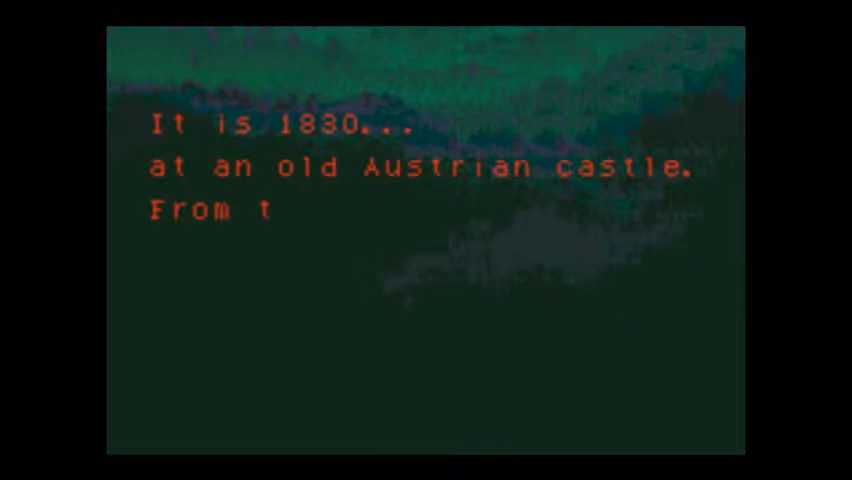 It is 1830...
at an old Austrian castle.
From t